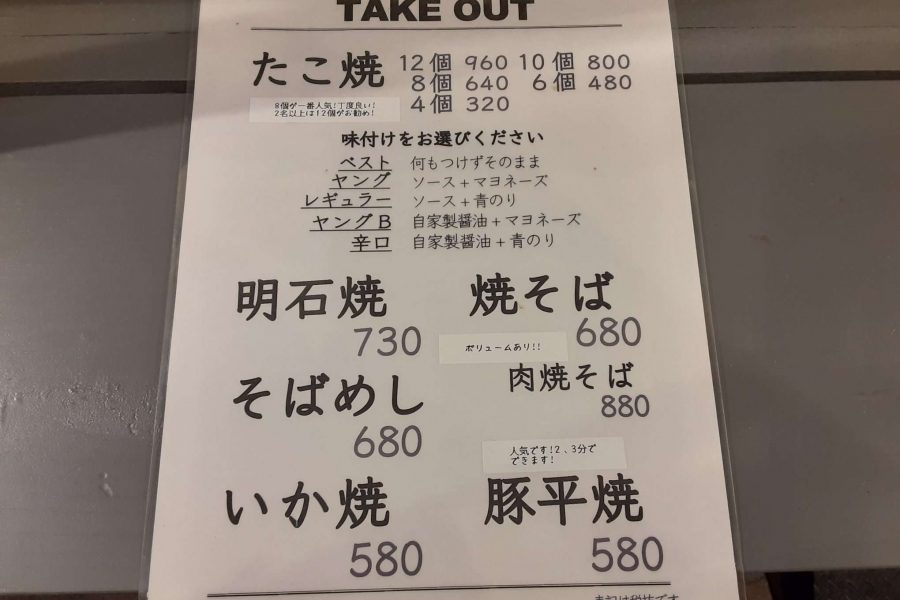 TAKE OUT
たこ焼 12個 960 10個 800
8個 640 6個 480
4個 320
8個が一番人気!丁度良い!
2名以上は12個がお勧め!
味付けをお選びください
ベスト 何もつけずそのまま
ヤング ソース+マヨネーズ
レギュラー ソース+青のり
ヤングB 自家製醤油+マヨネーズ
辛口 自家製醤油+青のり
明石焼 焼そば
730 680
ボリュームあり!!
そばめし 肉焼そば
680 880
人気です!2、3分で
できます!
いか焼 豚平焼
580 580